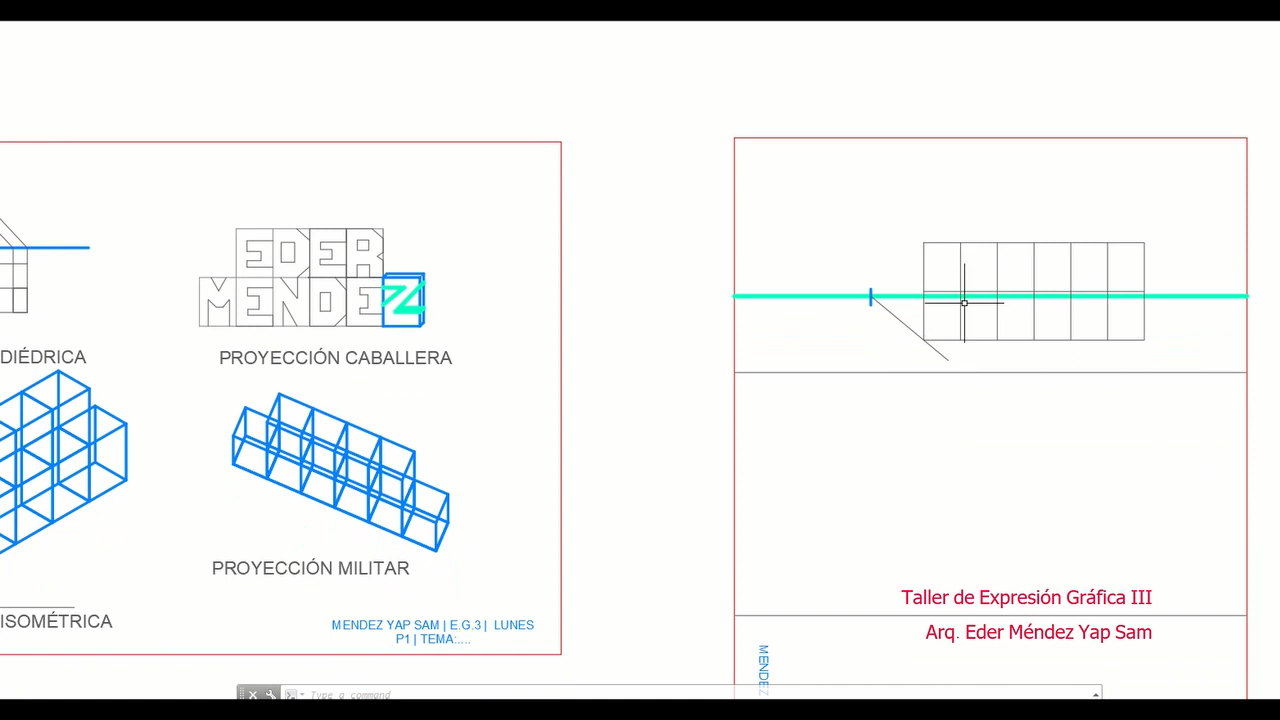 EDER
MENDEZ
DIÉDRICA
PROYECCIÓN CABALLERA
PROYECCIÓN MILITAR
ISOMÉTRICA
MENDEZ YAP SAM | E.G.3 | LUNES
P1 | TEMA:....
Taller de Expresión Gráfica III
Arq. Eder Méndez Yap Sam
MENDEZ
Type a command